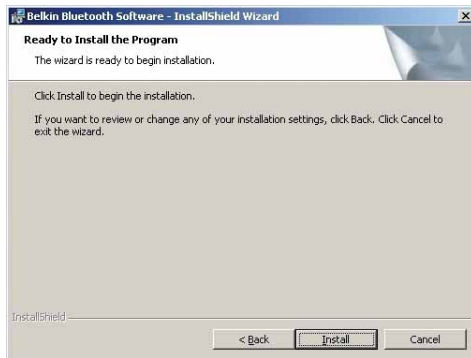 Belkin Bluetooth Software - InstallShield Wizard
Ready to Install the Program
The wizard is ready to begin installation.
Click Install to begin the installation.
If you want to review or change any of your installation settings, click Back. Click Cancel to
exit the wizard.
InstallShield
< Back Install Cancel